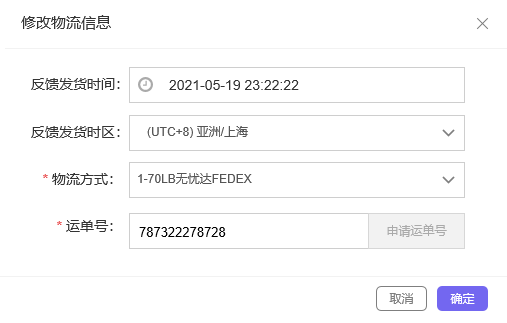 修改物流信息
反馈发货时间： 2021-05-19 23:22:22
反馈发货时区： (UTC+8) 亚洲/上海
* 物流方式： 1-70LB无忧达FEDEX
* 运单号： 787322278728 申请运单号
取消 确定